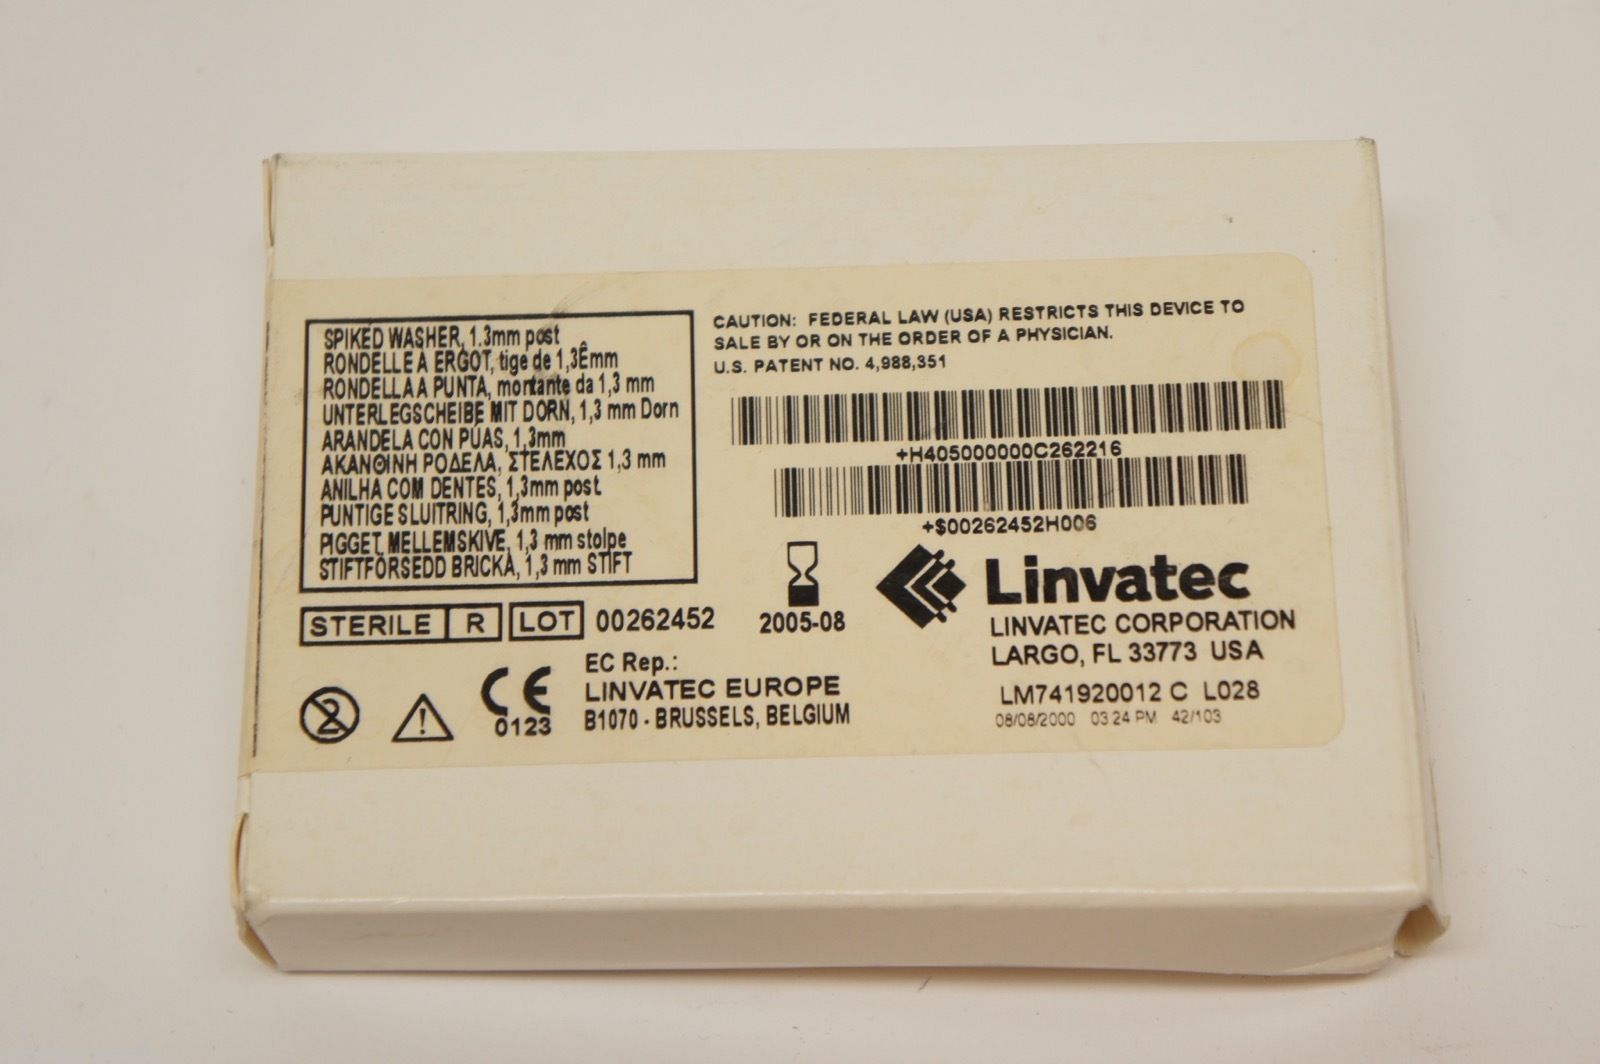 SPIKED WASHER, 1.3mm post
RONDELLE A ERGOT, tige de 1,3Êmm
RONDELLA A PUNTA, montante da 1,3 mm
UNTERLEGSCHEIBE MIT DORN, 1,3 mm Dorn
ARANDELA CON PÚAS, 1,3mm
ΑΚΑΝΘΙΝΗ ΡΟΔΕΛΑ, ΣΤΕΛΕΧΟΣ 1,3 mm
ANILHA COM DENTES, 1,3mm post
PUNTIGE SLUITRING, 1,3mm post
PIGGET MELLEMSKIVE, 1,3 mm stolpe
STIFTFÖRSEDD BRICKA, 1,3 mm STIFT
STERILE R LOT 00262452
2
!
CE
0123
EC Rep.:
LINVATEC EUROPE
B1070 - BRUSSELS, BELGIUM
CAUTION: FEDERAL LAW (USA) RESTRICTS THIS DEVICE TO
SALE BY OR ON THE ORDER OF A PHYSICIAN.
U.S. PATENT NO. 4,988,351
+H405000000C262216
+$00262452H006
2005-08
Linvatec
LINVATEC CORPORATION
LARGO, FL 33773 USA
LM741920012 C L028
08/08/2000 03:24 PM 42/103